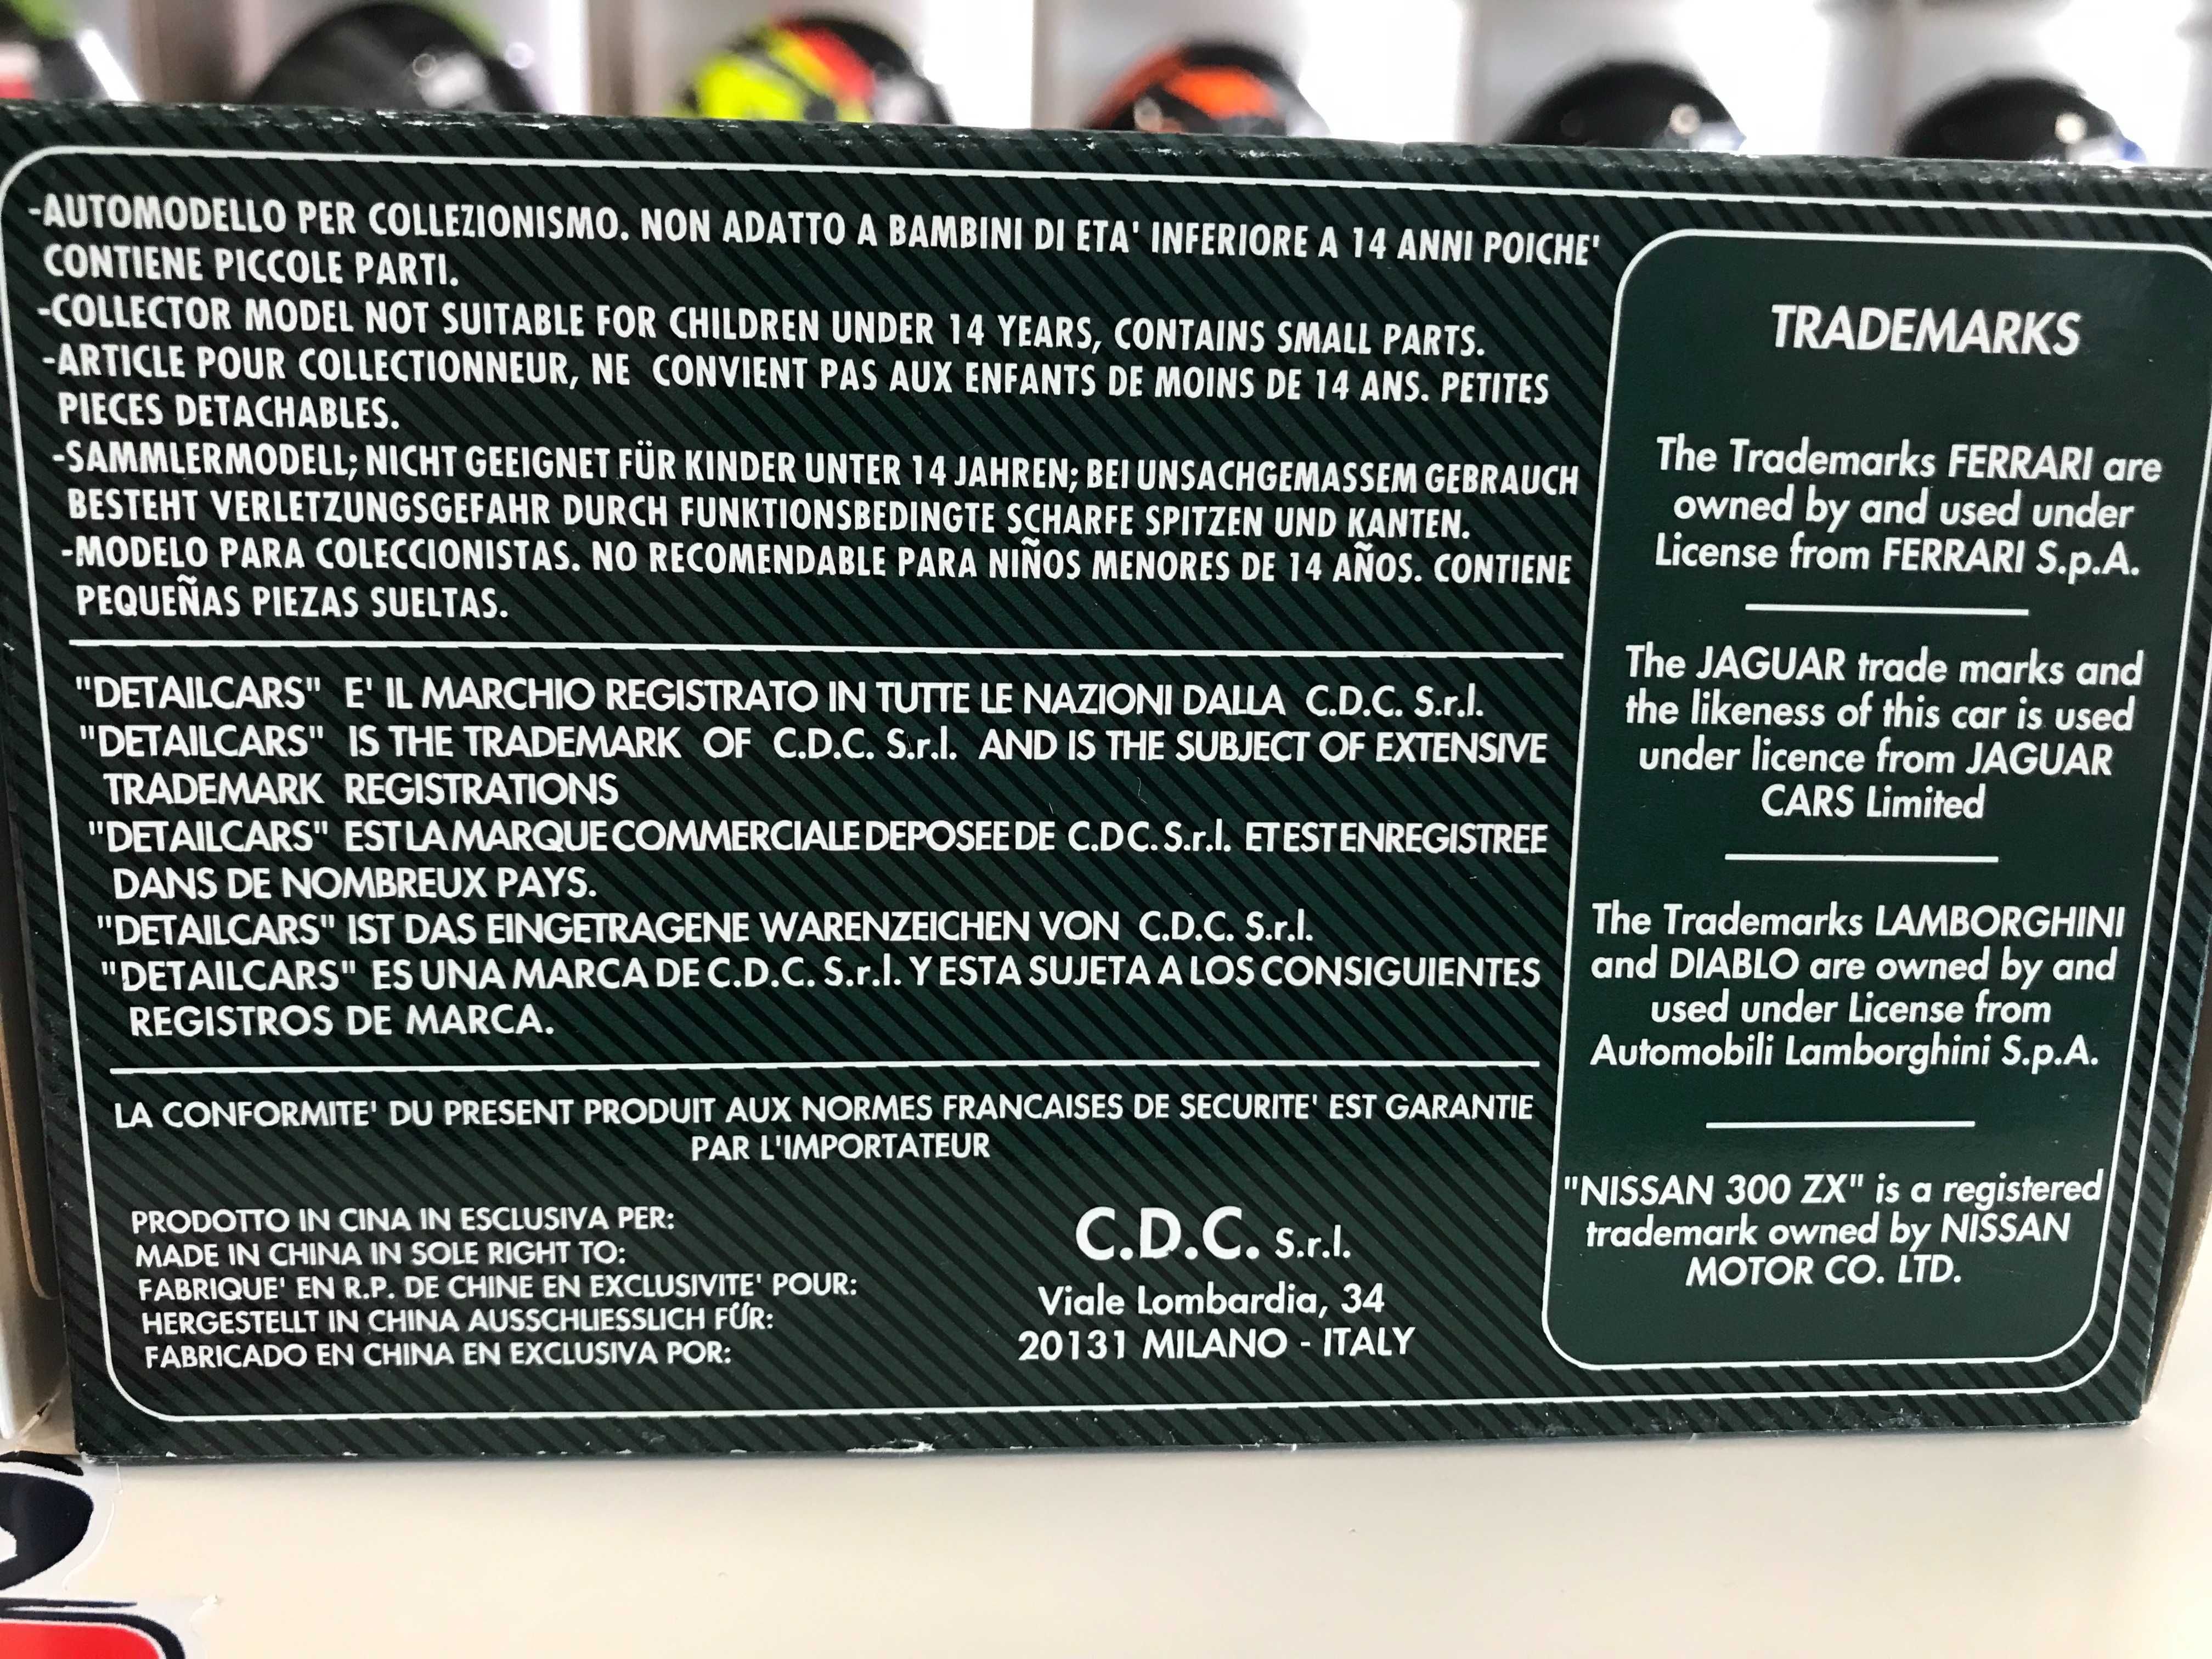 -AUTOMODELLO PER COLLEZIONISMO. NON ADATTO A BAMBINI DI ETA' INFERIORE A 14 ANNI POICHE'
CONTIENE PICCOLE PARTI.
-COLLECTOR MODEL NOT SUITABLE FOR CHILDREN UNDER 14 YEARS, CONTAINS SMALL PARTS.
-ARTICLE POUR COLLECTIONNEUR, NE CONVIENT PAS AUX ENFANTS DE MOINS DE 14 ANS. PETITES
PIECES DETACHABLES.
-SAMMLERMODELL; NICHT GEEIGNET FÜR KINDER UNTER 14 JAHREN; BEI UNSACHGEMASSEM GEBRAUCH
BESTEHT VERLETZUNGSGEFAHR DURCH FUNKTIONSBEDINGTE SCHARFE SPITZEN UND KANTEN.
-MODELO PARA COLECCIONISTAS. NO RECOMENDABLE PARA NIÑOS MENORES DE 14 AÑOS. CONTIENE
PEQUEÑAS PIEZAS SUELTAS.
"DETAILCARS" E' IL MARCHIO REGISTRATO IN TUTTE LE NAZIONI DALLA C.D.C. S.r.l.
"DETAILCARS" IS THE TRADEMARK OF C.D.C. S.r.l. AND IS THE SUBJECT OF EXTENSIVE
TRADEMARK REGISTRATIONS
"DETAILCARS" EST LA MARQUE COMMERCIALE DEPOSEE DE C.D C. S.r.l. ET EST ENREGISTREE
DANS DE NOMBREUX PAYS.
"DETAILCARS" IST DAS EINGETRAGENE WARENZEICHEN VON C.D.C. S.r.l.
"DETAILCARS" ES UNA MARCA DE C.D.C. S.r.l. Y ESTA SUJETA A LOS CONSIGUIENTES
REGISTROS DE MARCA.
LA CONFORMITE' DU PRESENT PRODUIT AUX NORMES FRANCAISES DE SECURITE' EST GARANTIE
PAR L'IMPORTATEUR
PRODOTTO IN CINA IN ESCLUSIVA PER:
MADE IN CHINA IN SOLE RIGHT TO:
FABRIQUE' EN R.P. DE CHINE EN EXCLUSIVITE' POUR:
HERGESTELLT IN CHINA AUSSCHLIESSLICH FÜR:
FABRICADO EN CHINA EN EXCLUSIVA POR:
C.D.C. S.r.l.
Viale Lombardia, 34
20131 MILANO - ITALY
TRADEMARKS
The Trademarks FERRARI are
owned by and used under
License from FERRARI S.p.A.
The JAGUAR trade marks and
the likeness of this car is used
under licence from JAGUAR
CARS Limited
The Trademarks LAMBORGHINI
and DIABLO are owned by and
used under License from
Automobili Lamborghini S.p.A.
"NISSAN 300 ZX" is a registered
trademark owned by NISSAN
MOTOR CO. LTD.